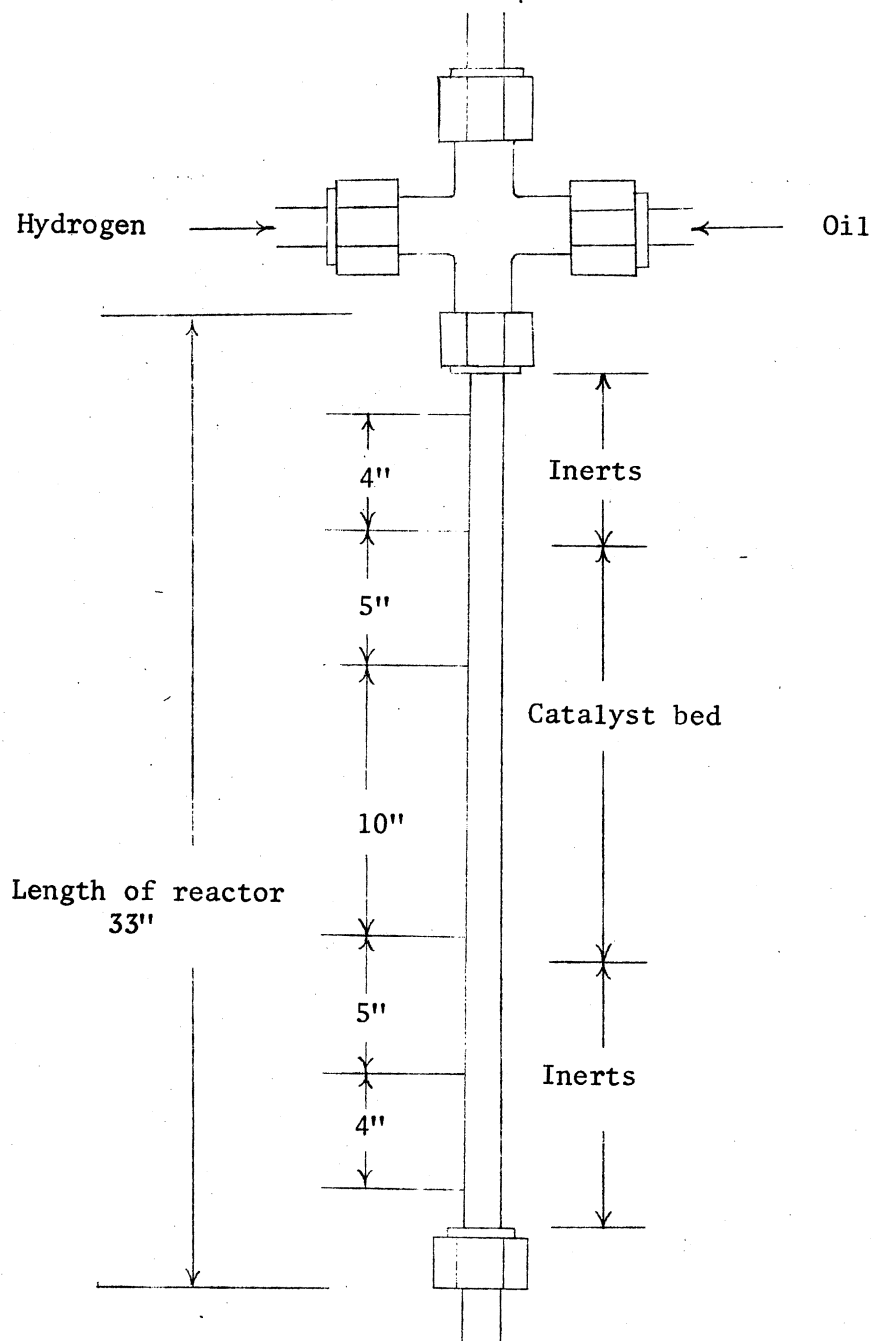 Hydrogen
Oil
4"
Inerts
5"
Catalyst bed
10"
Length of reactor
33"
5"
Inerts
4"